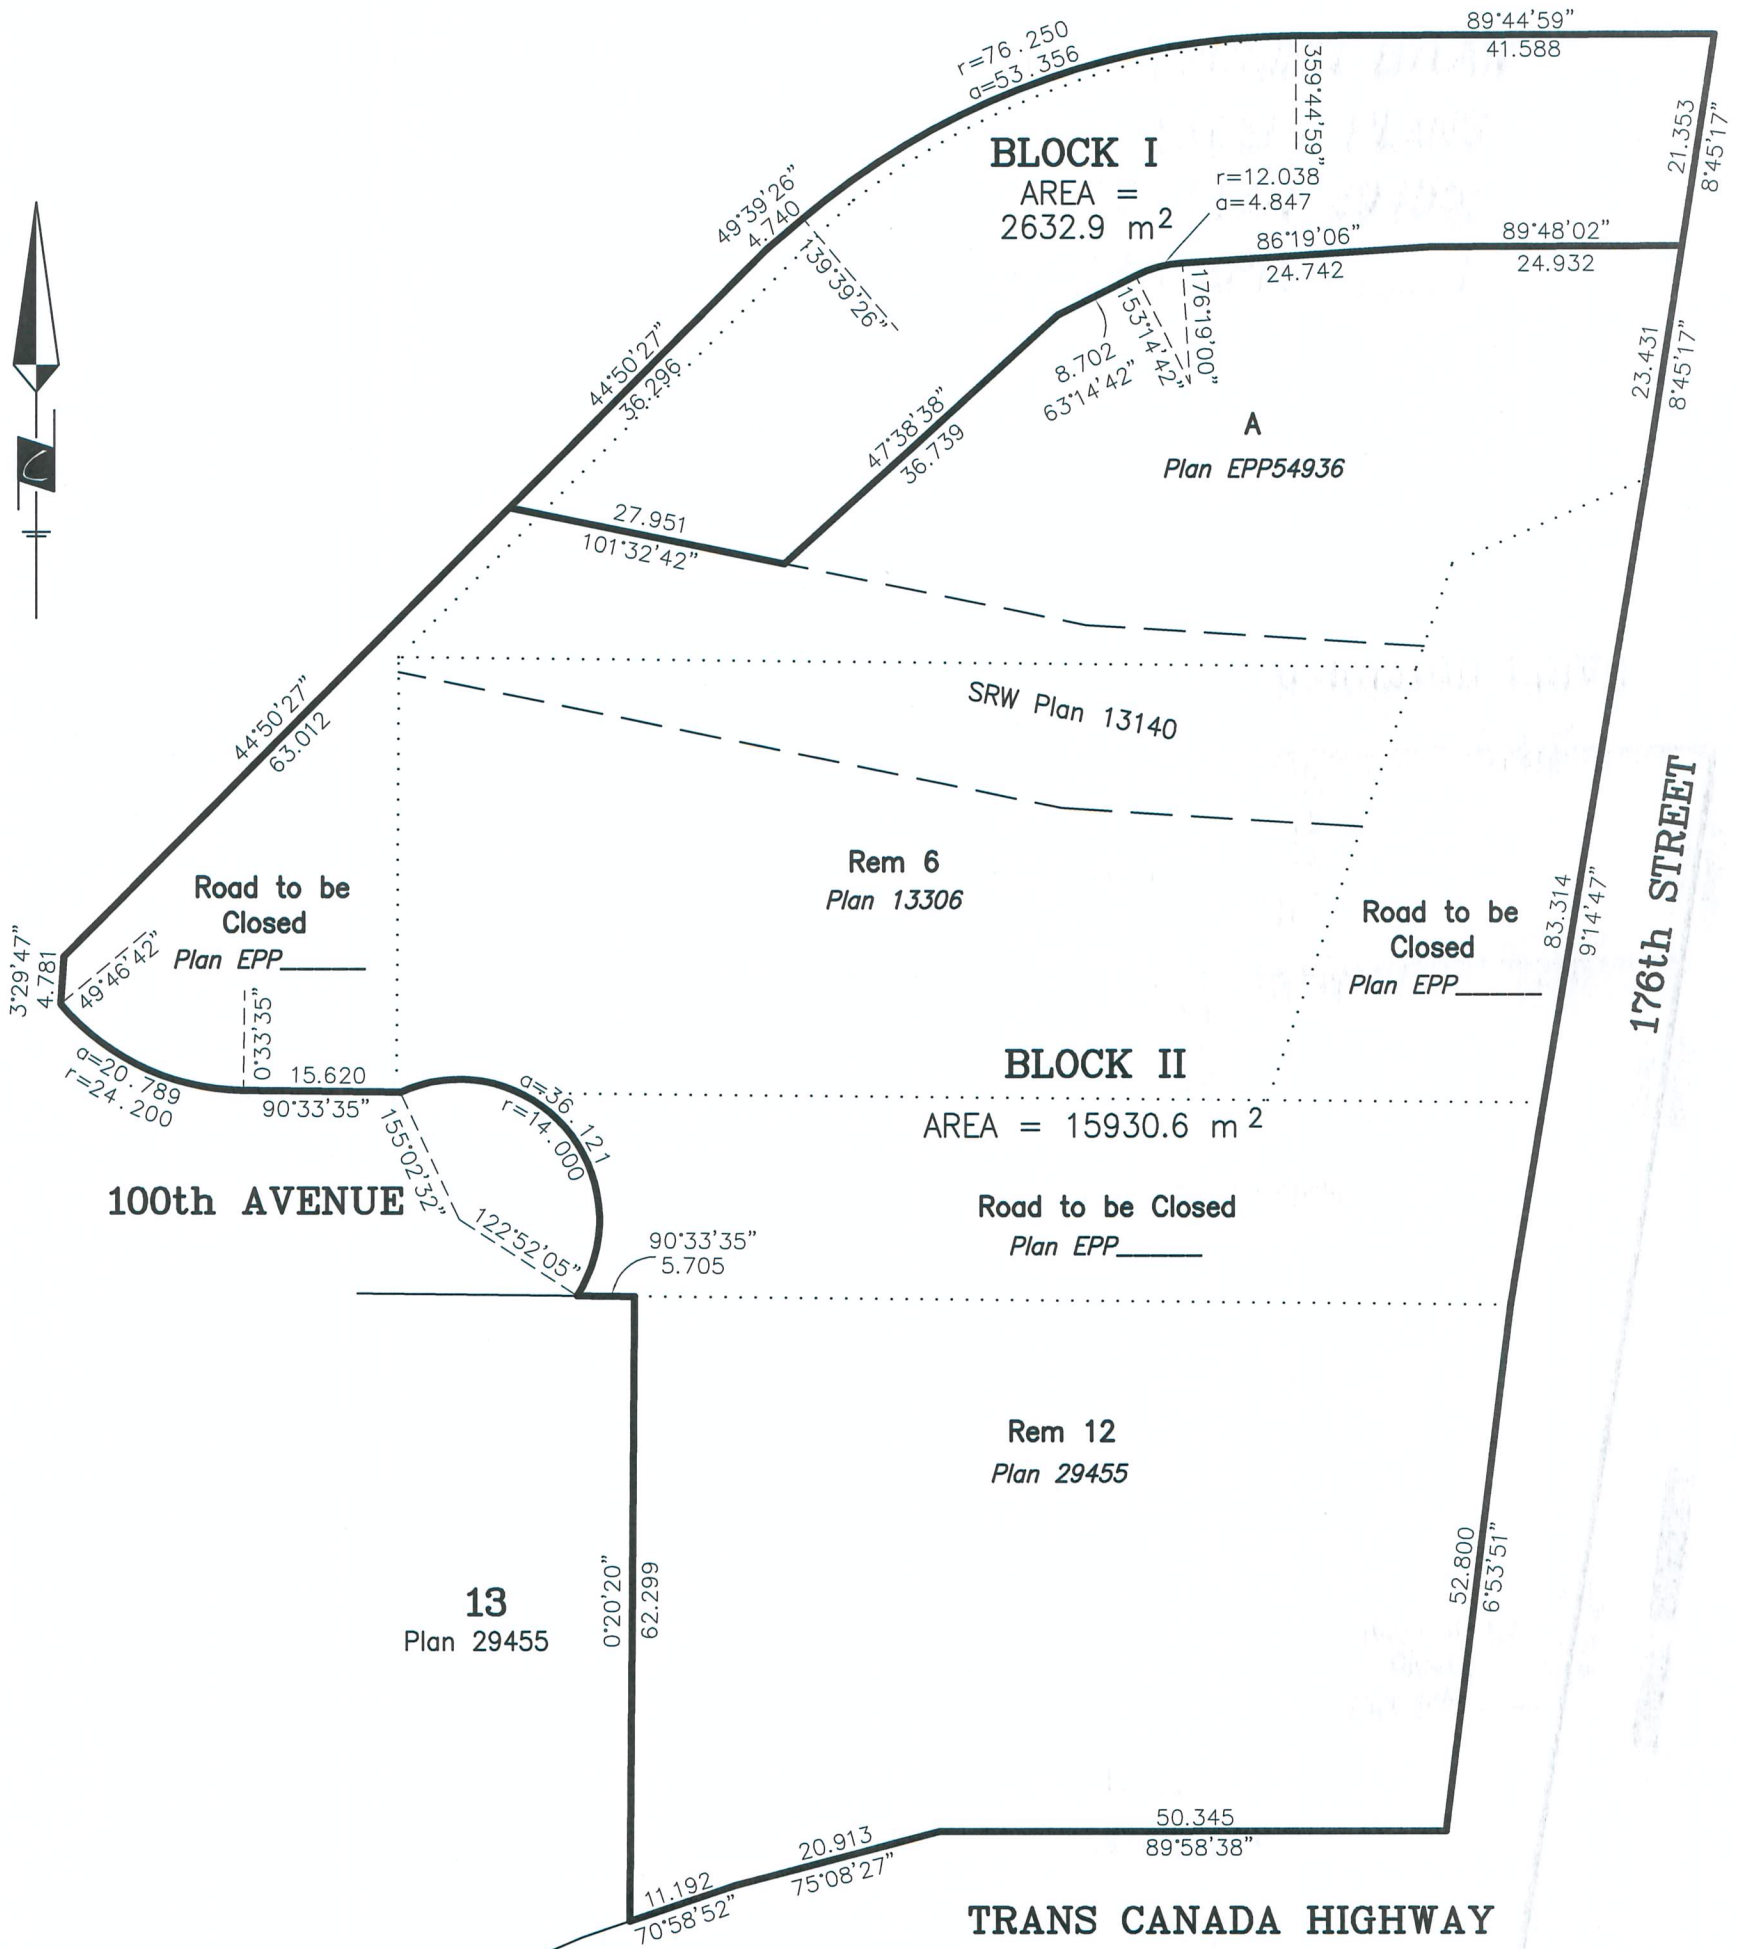 89°44'59"
41.588
r=76.250
a=53.356
359°44'59"
21.353
8°45'17"
BLOCK I
AREA =
2632.9 m²
r=12.038
a=4.847
49°39'26"
4.740
139°39'26"
86°19'06"
24.742
89°48'02"
24.932
153°14'42"
176°19'00"
8.702
63°14'42"
23.431
8°45'17"
44°50'27"
36.296
47°38'38"
36.739
A
Plan EPP54936
27.951
101°32'42"
SRW Plan 13140
44°50'27"
63.012
Rem 6
Plan 13306
Road to be
Closed
Plan EPP_____
Road to be
Closed
Plan EPP_____
83.314
9°14'47"
176th STREET
3°29'47"
4.781
49°46'42"
0°33'35"
a=20.789
r=24.200
15.620
90°33'35"
a=36.121
r=14.000
BLOCK II
AREA = 15930.6 m²
155°02'32"
122°52'05"
100th AVENUE
90°33'35"
5.705
Road to be Closed
Plan EPP_____
Rem 12
Plan 29455
13
Plan 29455
0°20'20"
62.299
52.800
6°53'51"
50.345
89°58'38"
20.913
75°08'27"
11.192
70°58'52"
TRANS CANADA HIGHWAY